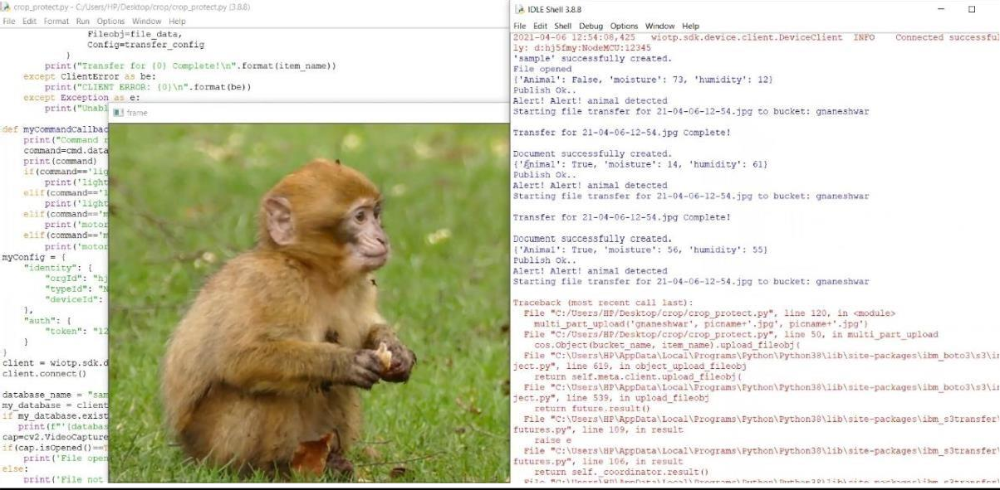 crop_protect.py - C:/Users/HP/Desktop/crop/crop_protect.py (3.8.8)
File Edit Format Run Options Window Help
Fileobj=file_data,
Config=transfer_config
)
print("Transfer for {0} Complete!\n".format(item_name))
except ClientError as be:
print("CLIENT ERROR: {0}\n".format(be))
except Exception as e:
print("Unabl
def myCommandCallbac
print("Command r
command=cmd.data
print(command)
if(command=='lig
print('light
elif(command=='l
print('light
elif(command=='m
print('motor
elif(command=='m
print('motor
myConfig = {
"identity": {
"orgId": "hj
"typeId": "N
"deviceId":
},
"auth": {
"token": "12
}
}
client = wiotp.sdk.d
client.connect()
database_name = "sam
my_database = client
if my_database.exist
print(f"'{databas
cap=cv2.VideoCapture
if(cap.isOpened()==T
print('File open
else:
print('File not
frame
IDLE Shell 3.8.8
File Edit Shell Debug Options Window Help
2021-04-06 12:54:08,425 wiotp.sdk.device.client.DeviceClient INFO Connected successful
ly: d:hj5fmy:NodeMCU:12345
'sample' successfully created.
File opened
{'Animal': False, 'moisture': 73, 'humidity': 12}
Publish Ok..
Alert! Alert! animal detected
Starting file transfer for 21-04-06-12-54.jpg to bucket: gnaneshwar
Transfer for 21-04-06-12-54.jpg Complete!
Document successfully created.
{'Animal': True, 'moisture': 14, 'humidity': 61}
Publish Ok..
Alert! Alert! animal detected
Starting file transfer for 21-04-06-12-54.jpg to bucket: gnaneshwar
Transfer for 21-04-06-12-54.jpg Complete!
Document successfully created.
{'Animal': True, 'moisture': 56, 'humidity': 55}
Publish Ok..
Alert! Alert! animal detected
Starting file transfer for 21-04-06-12-54.jpg to bucket: gnaneshwar
Traceback (most recent call last):
File "C:/Users/HP/Desktop/crop/crop_protect.py", line 120, in <module>
multi_part_upload('gnaneshwar', picname+'.jpg', picname+'.jpg')
File "C:/Users/HP/Desktop/crop/crop_protect.py", line 50, in multi_part_upload
cos.Object(bucket_name, item_name).upload_fileobj(
File "C:\Users\HP\AppData\Local\Programs\Python\Python38\lib\site-packages\ibm_boto3\s3\in
ject.py", line 619, in object_upload_fileobj
return self.meta.client.upload_fileobj(
File "C:\Users\HP\AppData\Local\Programs\Python\Python38\lib\site-packages\ibm_boto3\s3\in
ject.py", line 539, in upload_fileobj
return future.result()
File "C:\Users\HP\AppData\Local\Programs\Python\Python38\lib\site-packages\ibm_s3transfer\
futures.py", line 109, in result
raise e
File "C:\Users\HP\AppData\Local\Programs\Python\Python38\lib\site-packages\ibm_s3transfer\
futures.py", line 106, in result
return self._coordinator.result()
File "C:\Users\HP\AppData\Local\Programs\Python\Python38\lib\site-packages\ibm_s3transfer\